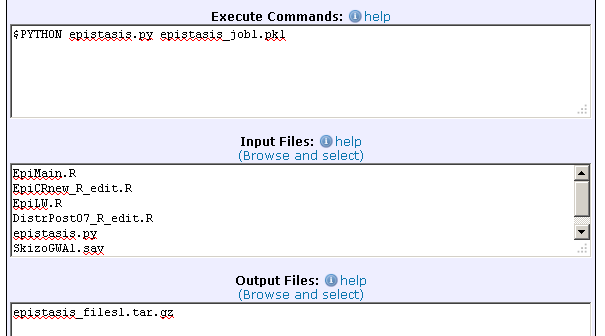 Execute Commands: help
$PYTHON epistasis.py epistasis_job1.pkl
Input Files: help
(Browse and select)
EpiMain.R
EpiCRnew_R_edit.R
EpiLW.R
DistrPost07_R_edit.R
epistasis.py
SkizoGWA1.sav
Output Files: help
(Browse and select)
epistasis_files1.tar.gz